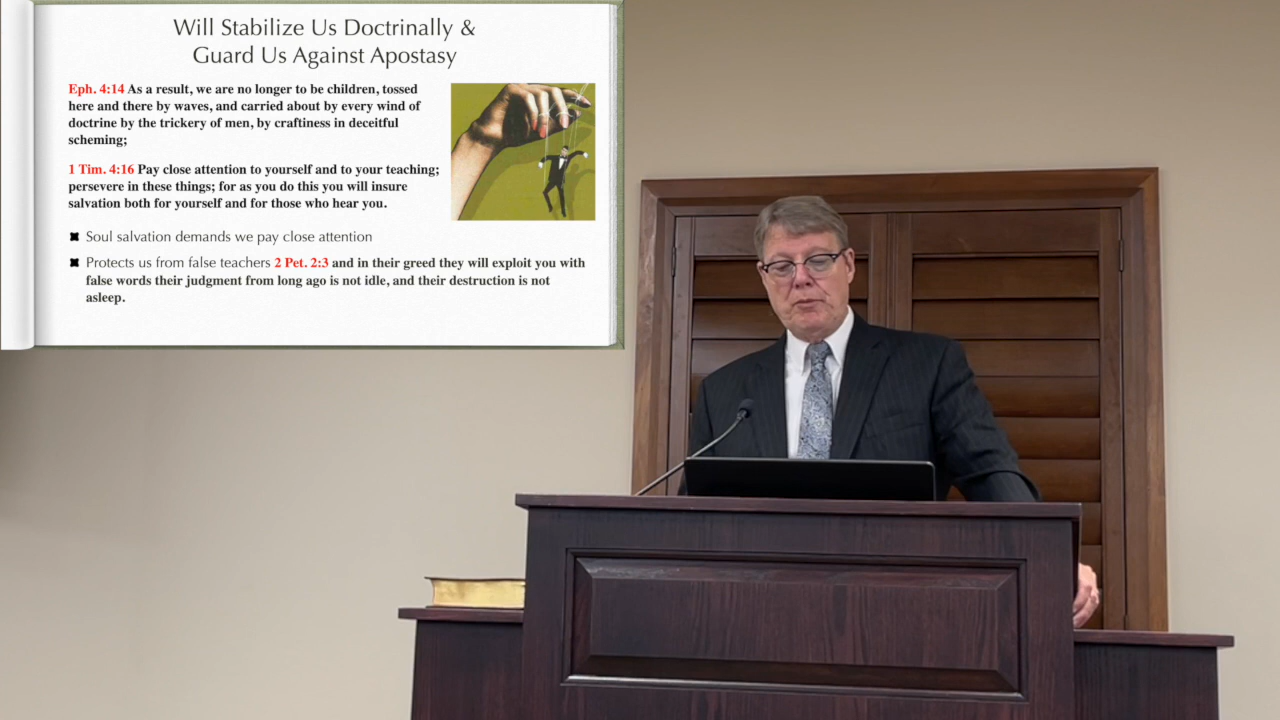 Will Stabilize Us Doctrinally &
Guard Us Against Apostasy
Eph. 4:14 As a result, we are no longer to be children, tossed
here and there by waves, and carried about by every wind of
doctrine by the trickery of men, by craftiness in deceitful
scheming;
1 Tim. 4:16 Pay close attention to yourself and to your teaching;
persevere in these things; for as you do this you will insure
salvation both for yourself and for those who hear you.
Soul salvation demands we pay close attention
Protects us from false teachers 2 Pet. 2:3 and in their greed they will exploit you with
false words their judgment from long ago is not idle, and their destruction is not
asleep.